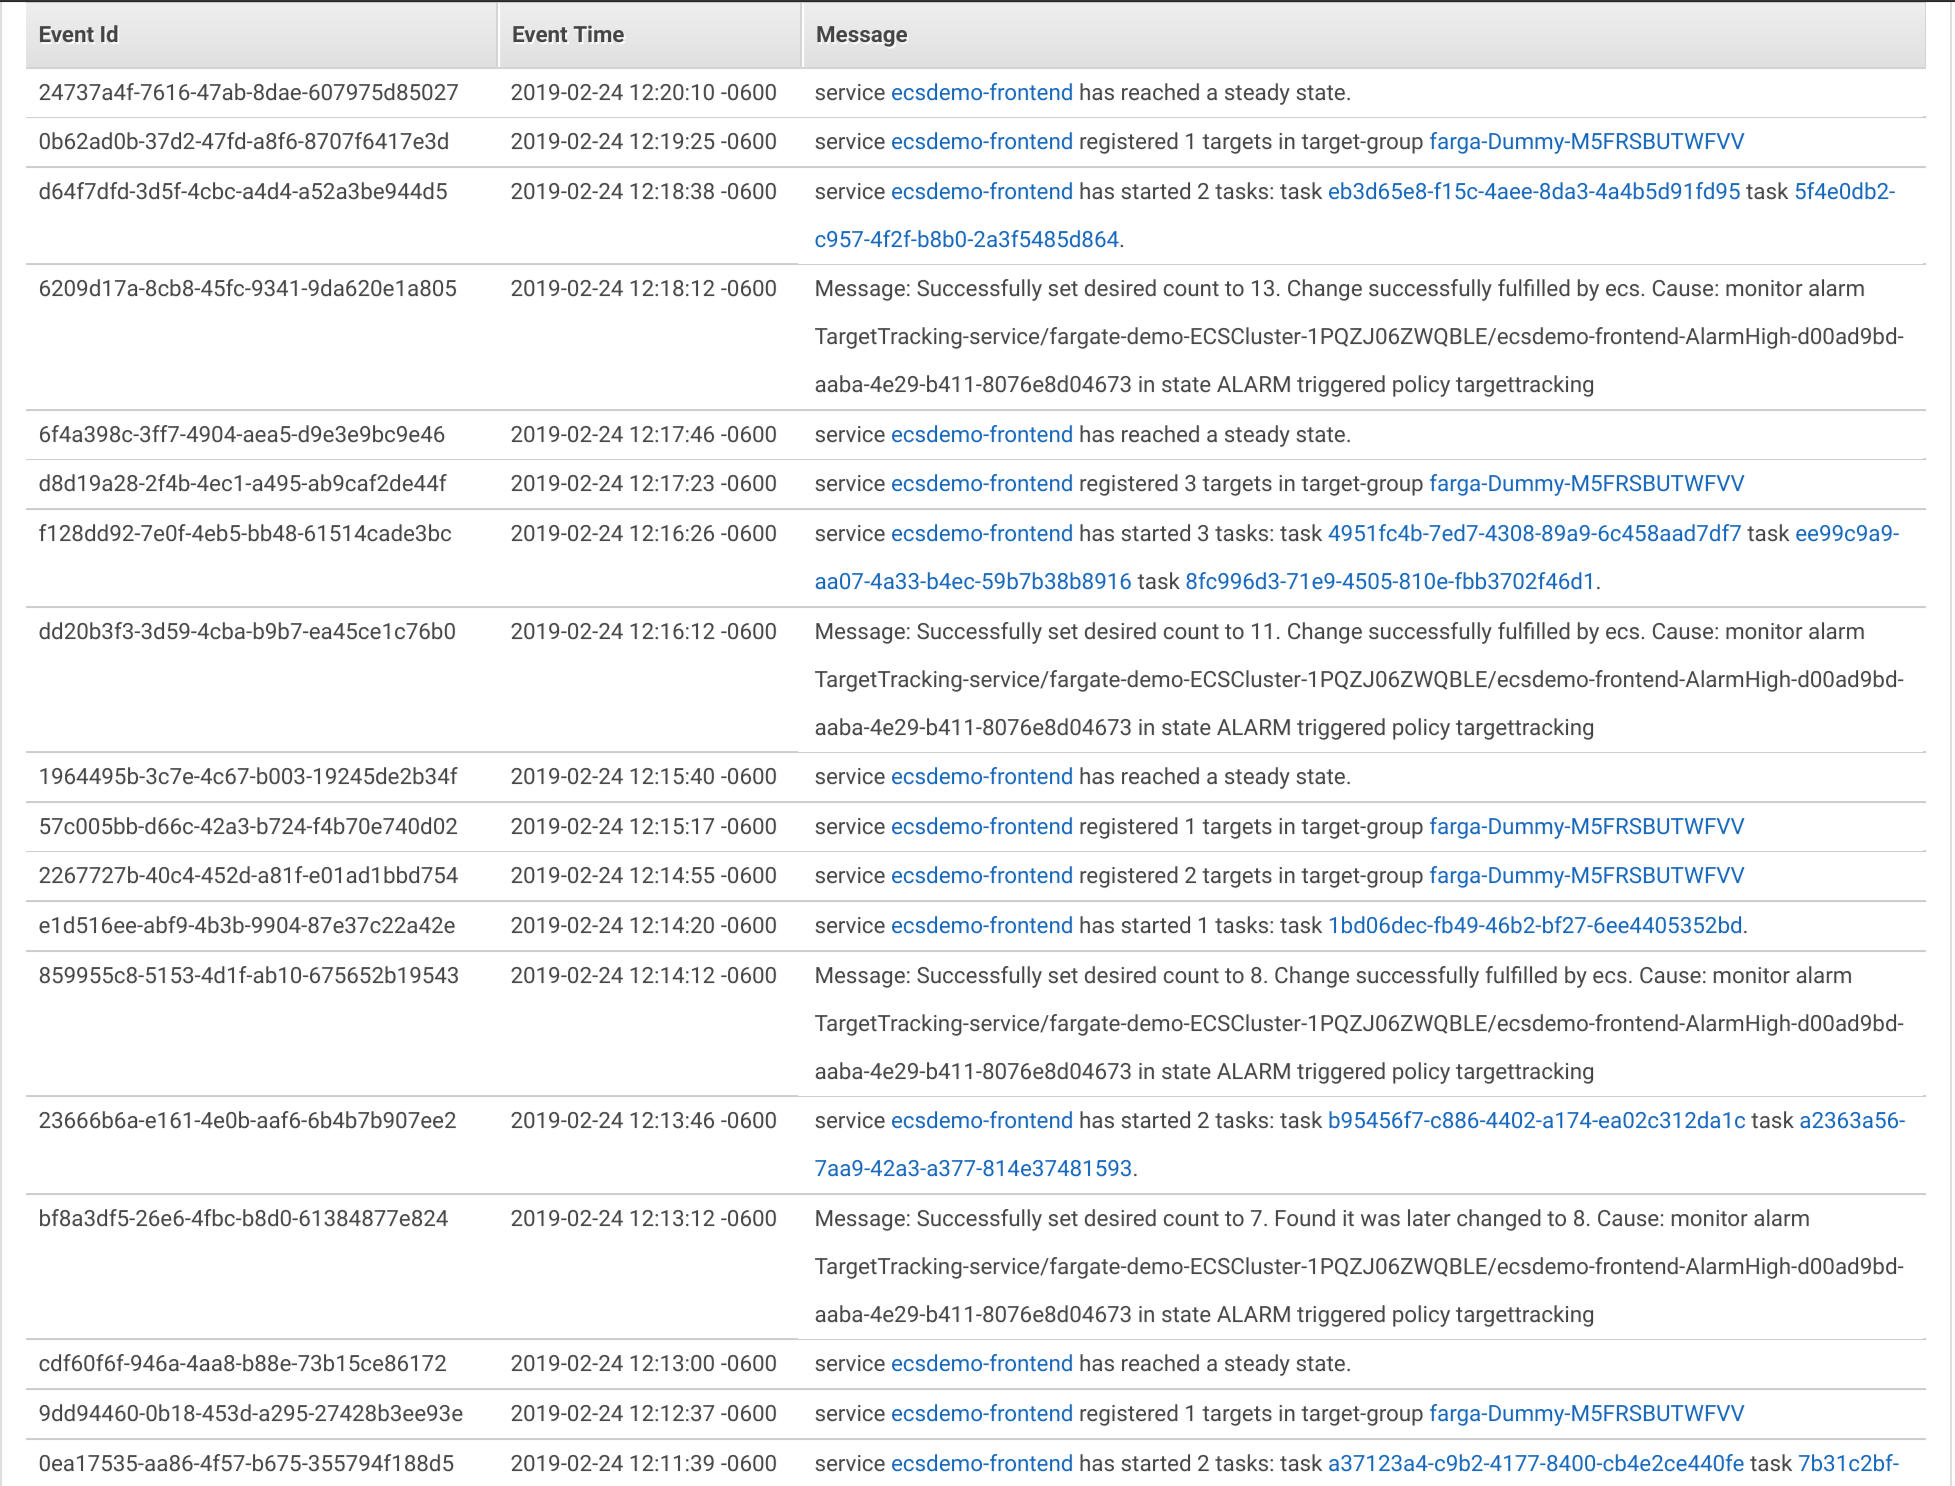 Event Id Event Time Message
24737a4f-7616-47ab-8dae-607975d85027 2019-02-24 12:20:10 -0600 service ecsdemo-frontend has reached a steady state.
0b62ad0b-37d2-47fd-a8f6-8707f6417e3d 2019-02-24 12:19:25 -0600 service ecsdemo-frontend registered 1 targets in target-group farga-Dummy-M5FRSBUTWFVV
d64f7dfd-3d5f-4cbc-a4d4-a52a3be944d5 2019-02-24 12:18:38 -0600 service ecsdemo-frontend has started 2 tasks: task eb3d65e8-f15c-4aee-8da3-4a4b5d91fd95 task 5f4e0db2-
c957-4f2f-b8b0-2a3f5485d864.
6209d17a-8cb8-45fc-9341-9da620e1a805 2019-02-24 12:18:12 -0600 Message: Successfully set desired count to 13. Change successfully fulfilled by ecs. Cause: monitor alarm
TargetTracking-service/fargate-demo-ECSCluster-1PQZJ06ZWQBLE/ecsdemo-frontend-AlarmHigh-d00ad9bd-
aaba-4e29-b411-8076e8d04673 in state ALARM triggered policy targettracking
6f4a398c-3ff7-4904-aea5-d9e3e9bc9e46 2019-02-24 12:17:46 -0600 service ecsdemo-frontend has reached a steady state.
d8d19a28-2f4b-4ec1-a495-ab9caf2de44f 2019-02-24 12:17:23 -0600 service ecsdemo-frontend registered 3 targets in target-group farga-Dummy-M5FRSBUTWFVV
f128dd92-7e0f-4eb5-bb48-61514cade3bc 2019-02-24 12:16:26 -0600 service ecsdemo-frontend has started 3 tasks: task 4951fc4b-7ed7-4308-89a9-6c458aad7df7 task ee99c9a9-
aa07-4a33-b4ec-59b7b38b8916 task 8fc996d3-71e9-4505-810e-fbb3702f46d1.
dd20b3f3-3d59-4cba-b9b7-ea45ce1c76b0 2019-02-24 12:16:12 -0600 Message: Successfully set desired count to 11. Change successfully fulfilled by ecs. Cause: monitor alarm
TargetTracking-service/fargate-demo-ECSCluster-1PQZJ06ZWQBLE/ecsdemo-frontend-AlarmHigh-d00ad9bd-
aaba-4e29-b411-8076e8d04673 in state ALARM triggered policy targettracking
1964495b-3c7e-4c67-b003-19245de2b34f 2019-02-24 12:15:40 -0600 service ecsdemo-frontend has reached a steady state.
57c005bb-d66c-42a3-b724-f4b70e740d02 2019-02-24 12:15:17 -0600 service ecsdemo-frontend registered 1 targets in target-group farga-Dummy-M5FRSBUTWFVV
2267727b-40c4-452d-a81f-e01ad1bbd754 2019-02-24 12:14:55 -0600 service ecsdemo-frontend registered 2 targets in target-group farga-Dummy-M5FRSBUTWFVV
e1d516ee-abf9-4b3b-9904-87e37c22a42e 2019-02-24 12:14:20 -0600 service ecsdemo-frontend has started 1 tasks: task 1bd06dec-fb49-46b2-bf27-6ee4405352bd.
859955c8-5153-4d1f-ab10-675652b19543 2019-02-24 12:14:12 -0600 Message: Successfully set desired count to 8. Change successfully fulfilled by ecs. Cause: monitor alarm
TargetTracking-service/fargate-demo-ECSCluster-1PQZJ06ZWQBLE/ecsdemo-frontend-AlarmHigh-d00ad9bd-
aaba-4e29-b411-8076e8d04673 in state ALARM triggered policy targettracking
23666b6a-e161-4e0b-aaf6-6b4b7b907ee2 2019-02-24 12:13:46 -0600 service ecsdemo-frontend has started 2 tasks: task b95456f7-c886-4402-a174-ea02c312da1c task a2363a56-
7aa9-42a3-a377-814e37481593.
bf8a3df5-26e6-4fbc-b8d0-61384877e824 2019-02-24 12:13:12 -0600 Message: Successfully set desired count to 7. Found it was later changed to 8. Cause: monitor alarm
TargetTracking-service/fargate-demo-ECSCluster-1PQZJ06ZWQBLE/ecsdemo-frontend-AlarmHigh-d00ad9bd-
aaba-4e29-b411-8076e8d04673 in state ALARM triggered policy targettracking
cdf60f6f-946a-4aa8-b88e-73b15ce86172 2019-02-24 12:13:00 -0600 service ecsdemo-frontend has reached a steady state.
9dd94460-0b18-453d-a295-27428b3ee93e 2019-02-24 12:12:37 -0600 service ecsdemo-frontend registered 1 targets in target-group farga-Dummy-M5FRSBUTWFVV
0ea17535-aa86-4f57-b675-355794f188d5 2019-02-24 12:11:39 -0600 service ecsdemo-frontend has started 2 tasks: task a37123a4-c9b2-4177-8400-cb4e2ce440fe task 7b31c2bf-